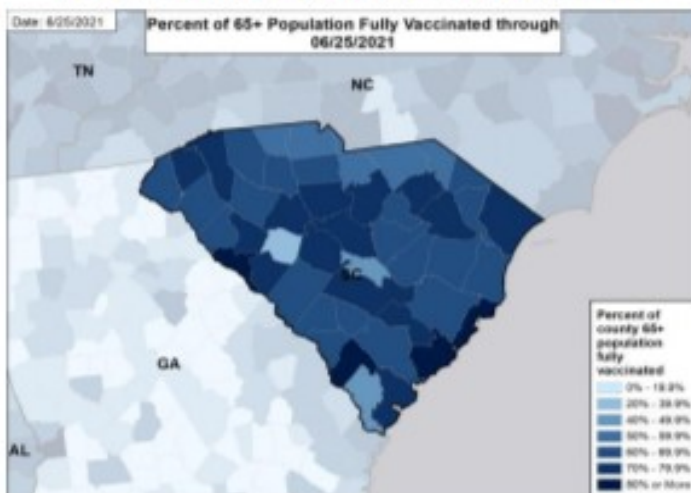 Date: 6/25/2021
Percent of 65+ Population Fully Vaccinated through
06/25/2021
TN
NC
SC
GA
AL
Percent of
county 65+
population
fully
vaccinated
0% - 19.9%
20% - 39.9%
40% - 49.9%
50% - 59.9%
60% - 69.9%
70% - 79.9%
80% or More